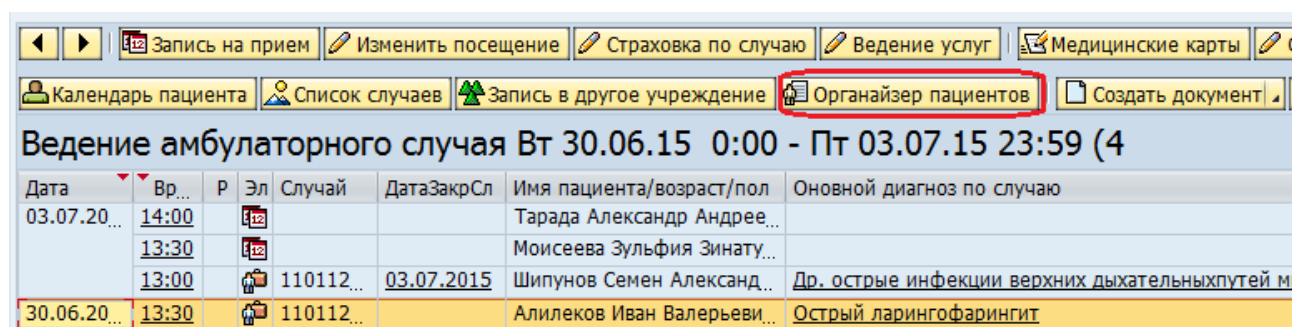 Запись на прием Изменить посещение Страховка по случаю Ведение услуг Медицинские карты
Календарь пациента Список случаев Запись в другое учреждение Органайзер пациентов Создать документ
Ведение амбулаторного случая Вт 30.06.15 0:00 - Пт 03.07.15 23:59 (4
Дата Вр... Р Эл Случай ДатаЗакрСл Имя пациента/возраст/пол Оновной диагноз по случаю
03.07.20... 14:00 Тарада Александр Андрее...
13:30 Моисеева Зульфия Зинату...
13:00 110112... 03.07.2015 Шипунов Семен Александ... Др. острые инфекции верхних дыхательныхпутей м
30.06.20... 13:30 110112... Алилеков Иван Валерьеви... Острый ларингофарингит